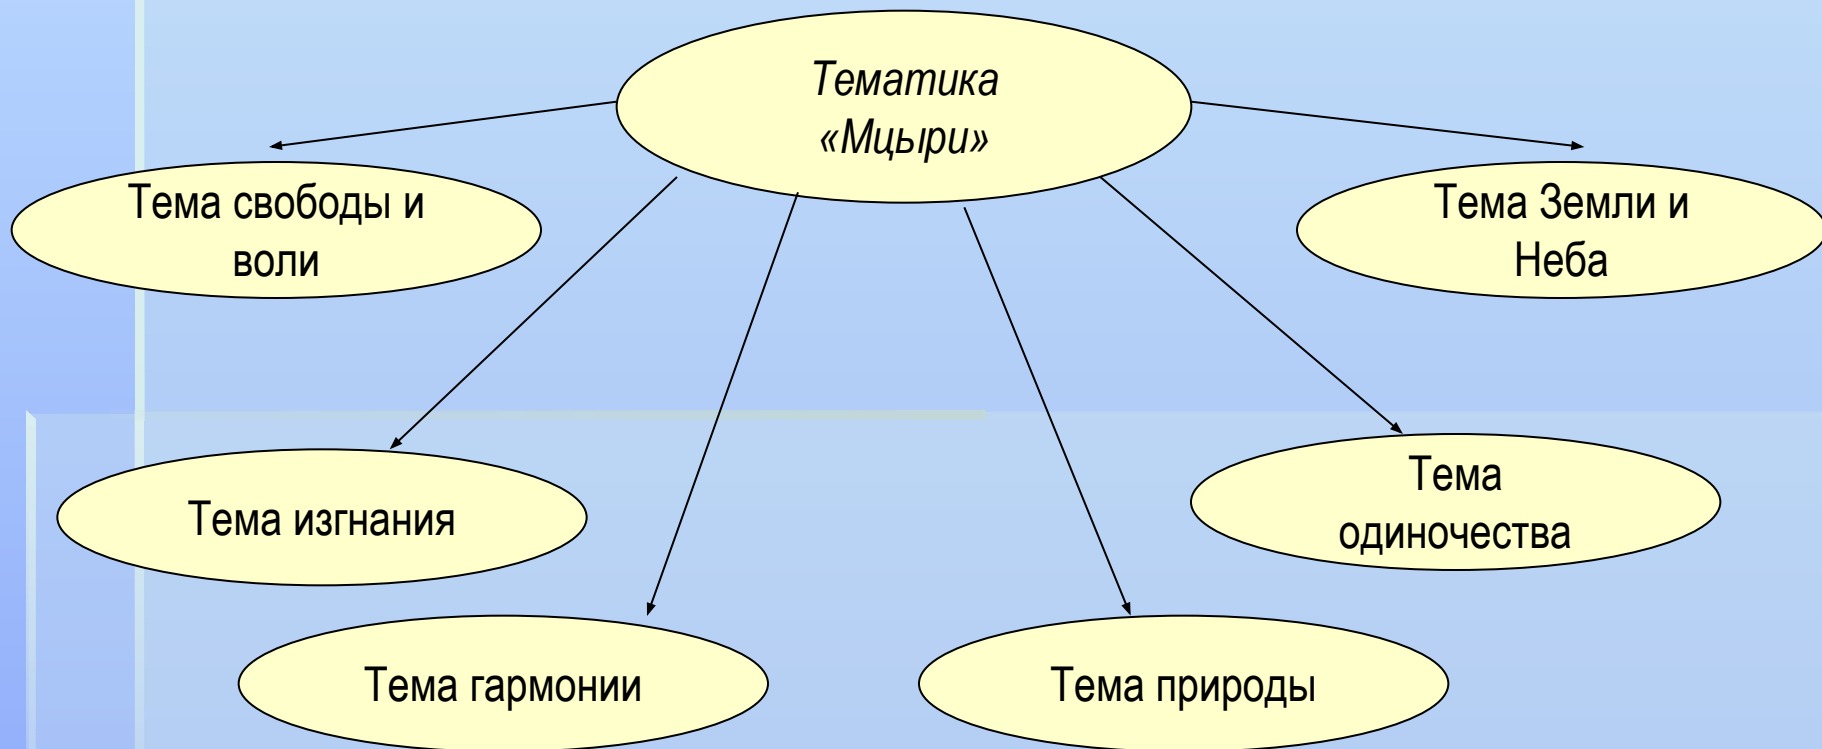 Тематика
«Мцыри»
Тема свободы и
воли
Тема Земли и
Неба
Тема изгнания
Тема
одиночества
Тема гармонии
Тема природы